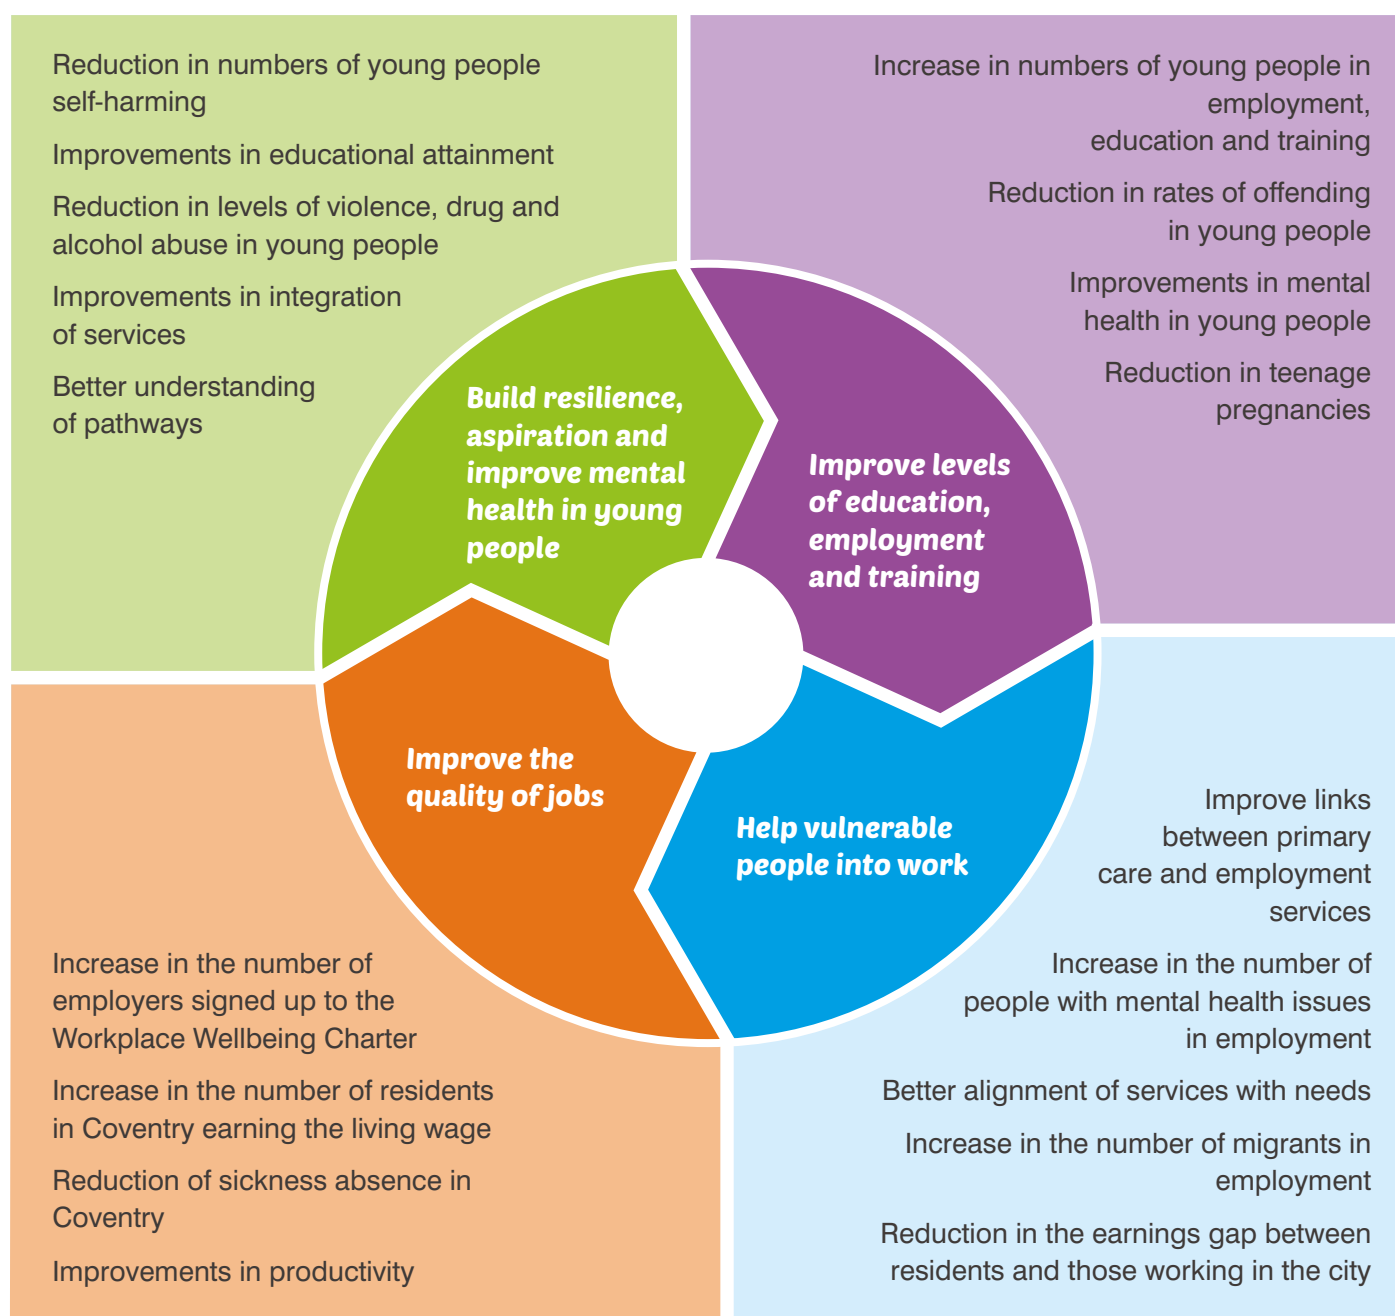 Reduction in numbers of young people
self-harming
Improvements in educational attainment
Reduction in levels of violence, drug and
alcohol abuse in young people
Improvements in integration
of services
Better understanding
of pathways
Increase in numbers of young people in
employment,
education and training
Reduction in rates of offending
in young people
Improvements in mental
health in young people
Reduction in teenage
pregnancies
Build resilience,
aspiration and
improve mental
health in young
people
Improve levels
of education,
employment
and training
Improve the
quality of jobs
Help vulnerable
people into work
Increase in the number of
employers signed up to the
Workplace Wellbeing Charter
Increase in the number of residents
in Coventry earning the living wage
Reduction of sickness absence in
Coventry
Improvements in productivity
Improve links
between primary
care and employment
services
Increase in the number of
people with mental health issues
in employment
Better alignment of services with needs
Increase in the number of migrants in
employment
Reduction in the earnings gap between
residents and those working in the city